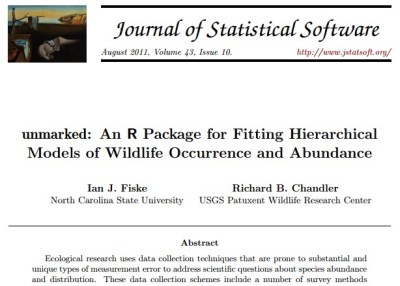 Journal of Statistical Software
August 2011, Volume 43, Issue 10.
http://www.jstatsoft.org/
unmarked: An R Package for Fitting Hierarchical
Models of Wildlife Occurrence and Abundance
Ian J. Fiske
North Carolina State University
Richard B. Chandler
USGS Patuxent Wildlife Research Center
Abstract
Ecological research uses data collection techniques that are prone to substantial and
unique types of measurement error to address scientific questions about species abundance
and distribution. These data collection schemes include a number of survey methods